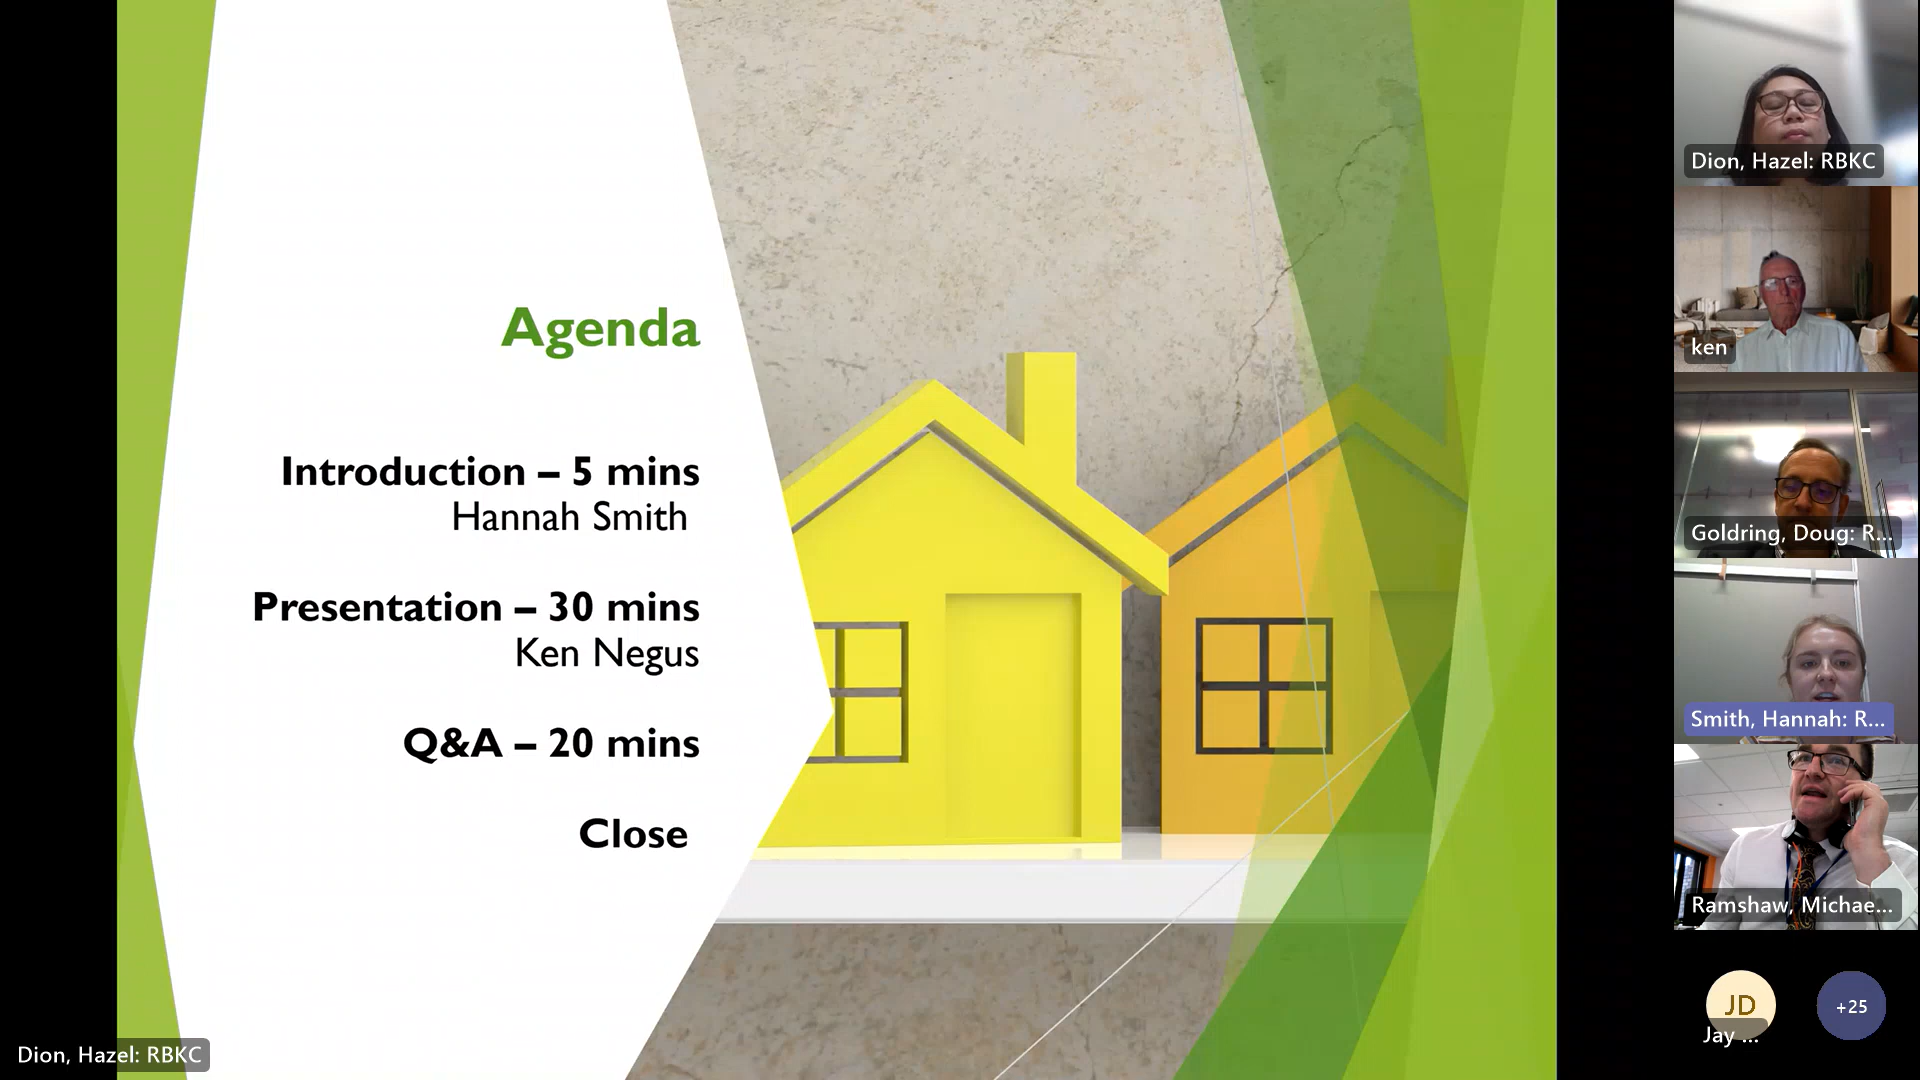 Agenda
Introduction – 5 mins
Hannah Smith
Presentation – 30 mins
Ken Negus
Q&A – 20 mins
Close
Dion, Hazel: RBKC
Dion, Hazel: RBKC
ken
Goldring, Doug: R...
Smith, Hannah: R...
Ramshaw, Michae...
JD
Jay ...
+25